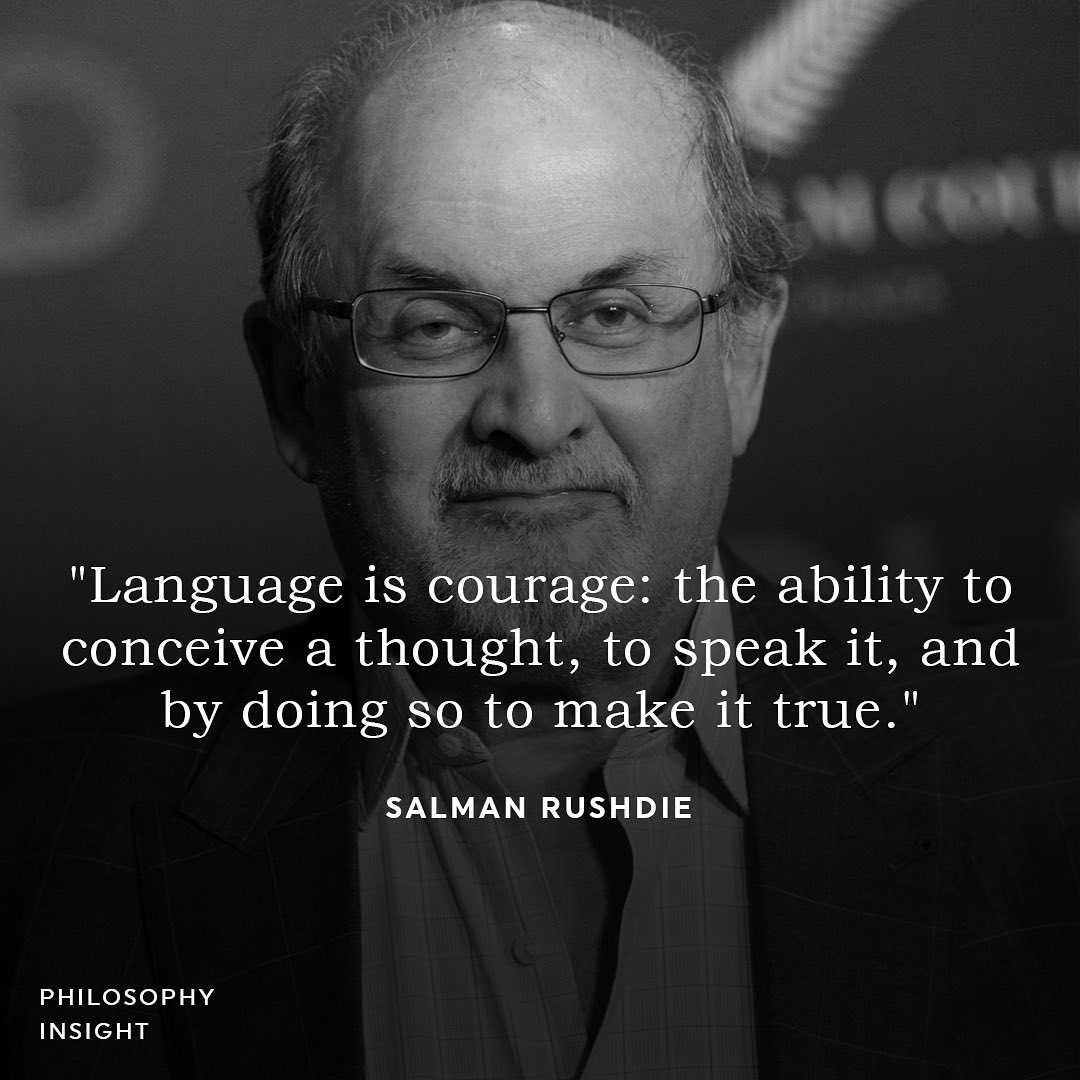 D
"Language is courage: the ability to
conceive a thought, to speak it, and
by doing so to make it true."
SALMAN RUSHDIE
PHILOSOPHY
INSIGHT